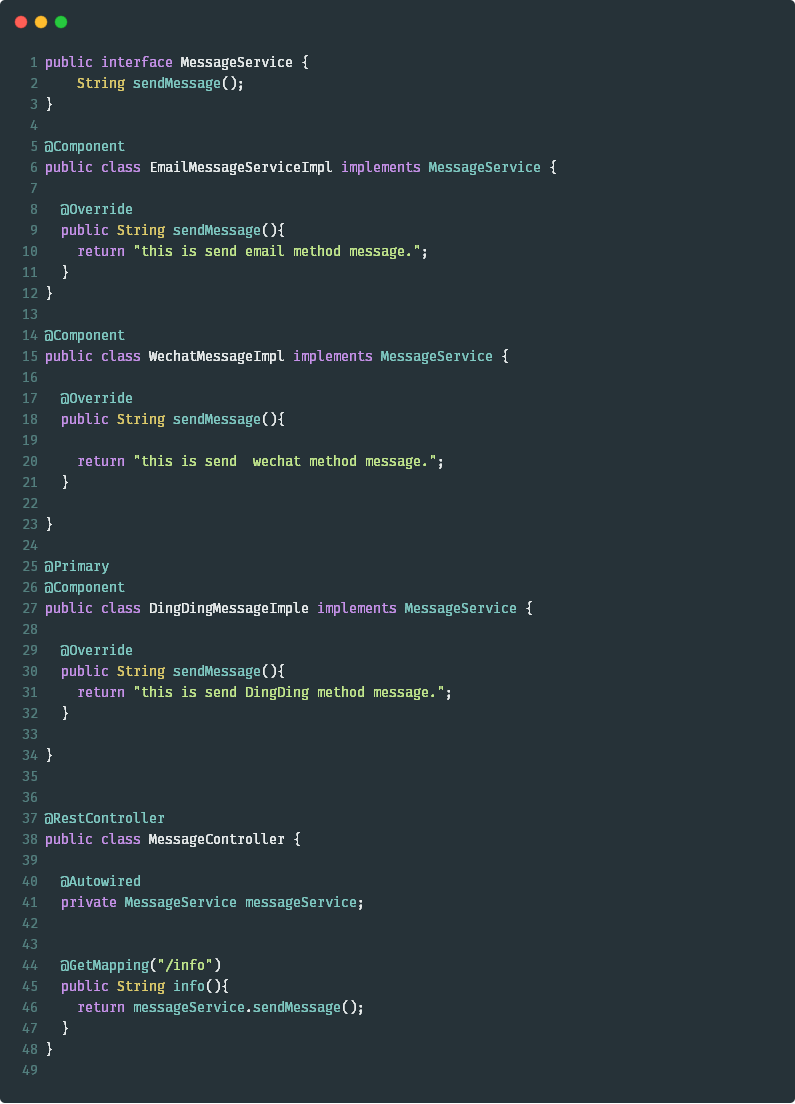 1 public interface MessageService {
2     String sendMessage();
3 }
4
5 @Component
6 public class EmailMessageServiceImpl implements MessageService {
7
8   @Override
9   public String sendMessage(){
10     return "this is send email method message.";
11   }
12 }
13
14 @Component
15 public class WechatMessageImpl implements MessageService {
16
17   @Override
18   public String sendMessage(){
19
20     return "this is send  wechat method message.";
21   }
22
23 }
24
25 @Primary
26 @Component
27 public class DingDingMessageImple implements MessageService {
28
29   @Override
30   public String sendMessage(){
31     return "this is send DingDing method message.";
32   }
33
34 }
35
36
37 @RestController
38 public class MessageController {
39
40   @Autowired
41   private MessageService messageService;
42
43
44   @GetMapping("/info")
45   public String info(){
46     return messageService.sendMessage();
47   }
48 }
49